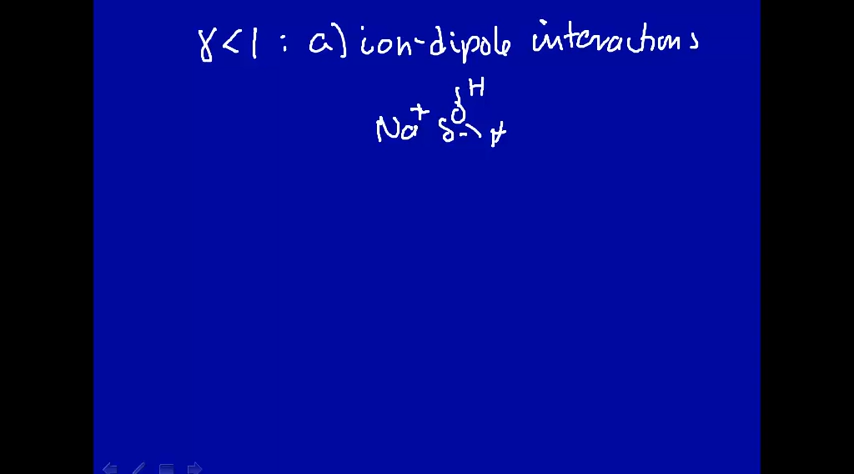 γ < 1 : a) ion-dipole interactions
H
Na+ δ- O H